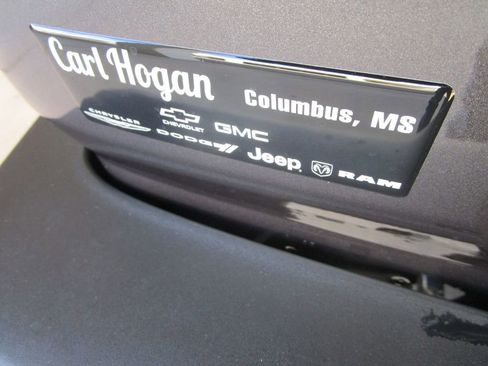 Carl Hogan
Columbus, MS
CHRYSLER CHEVROLET GMC
DODGE Jeep RAM